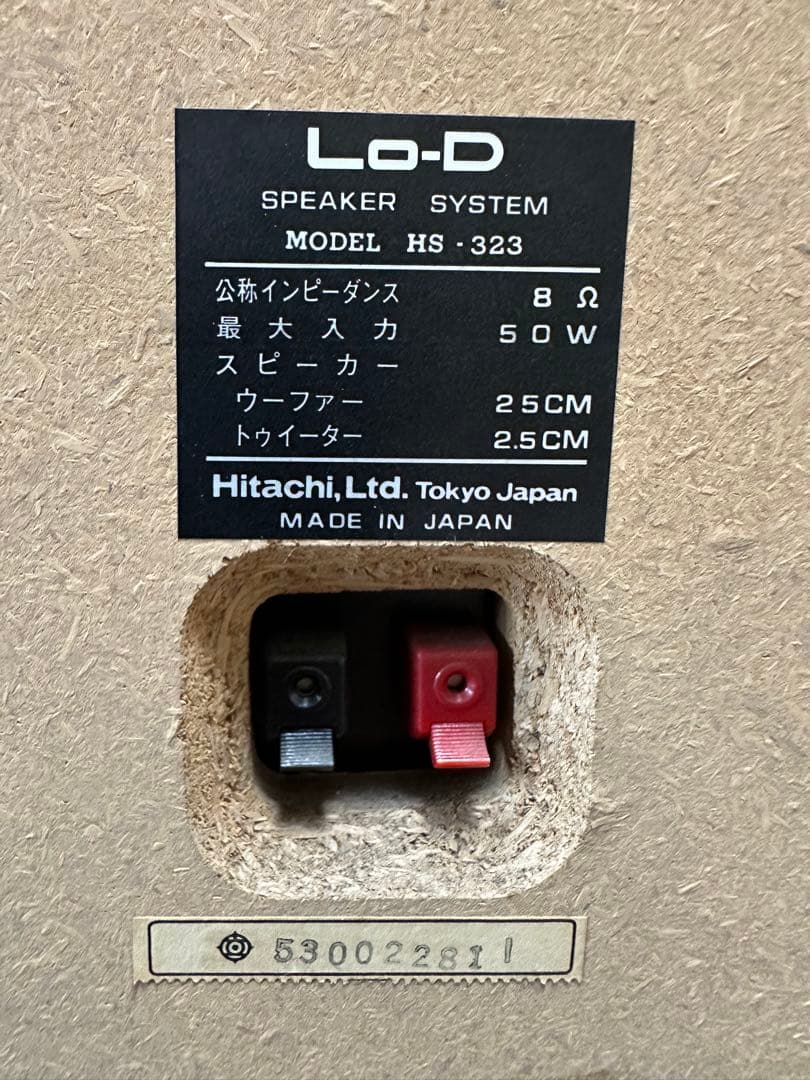 Lo-D
SPEAKER SYSTEM
MODEL HS-323
公称インピーダンス 8 Ω
最大入力 50W
スピーカー
ウーファー 25CM
トゥイーター 2.5CM
Hitachi, Ltd. Tokyo Japan
MADE IN JAPAN
530022811